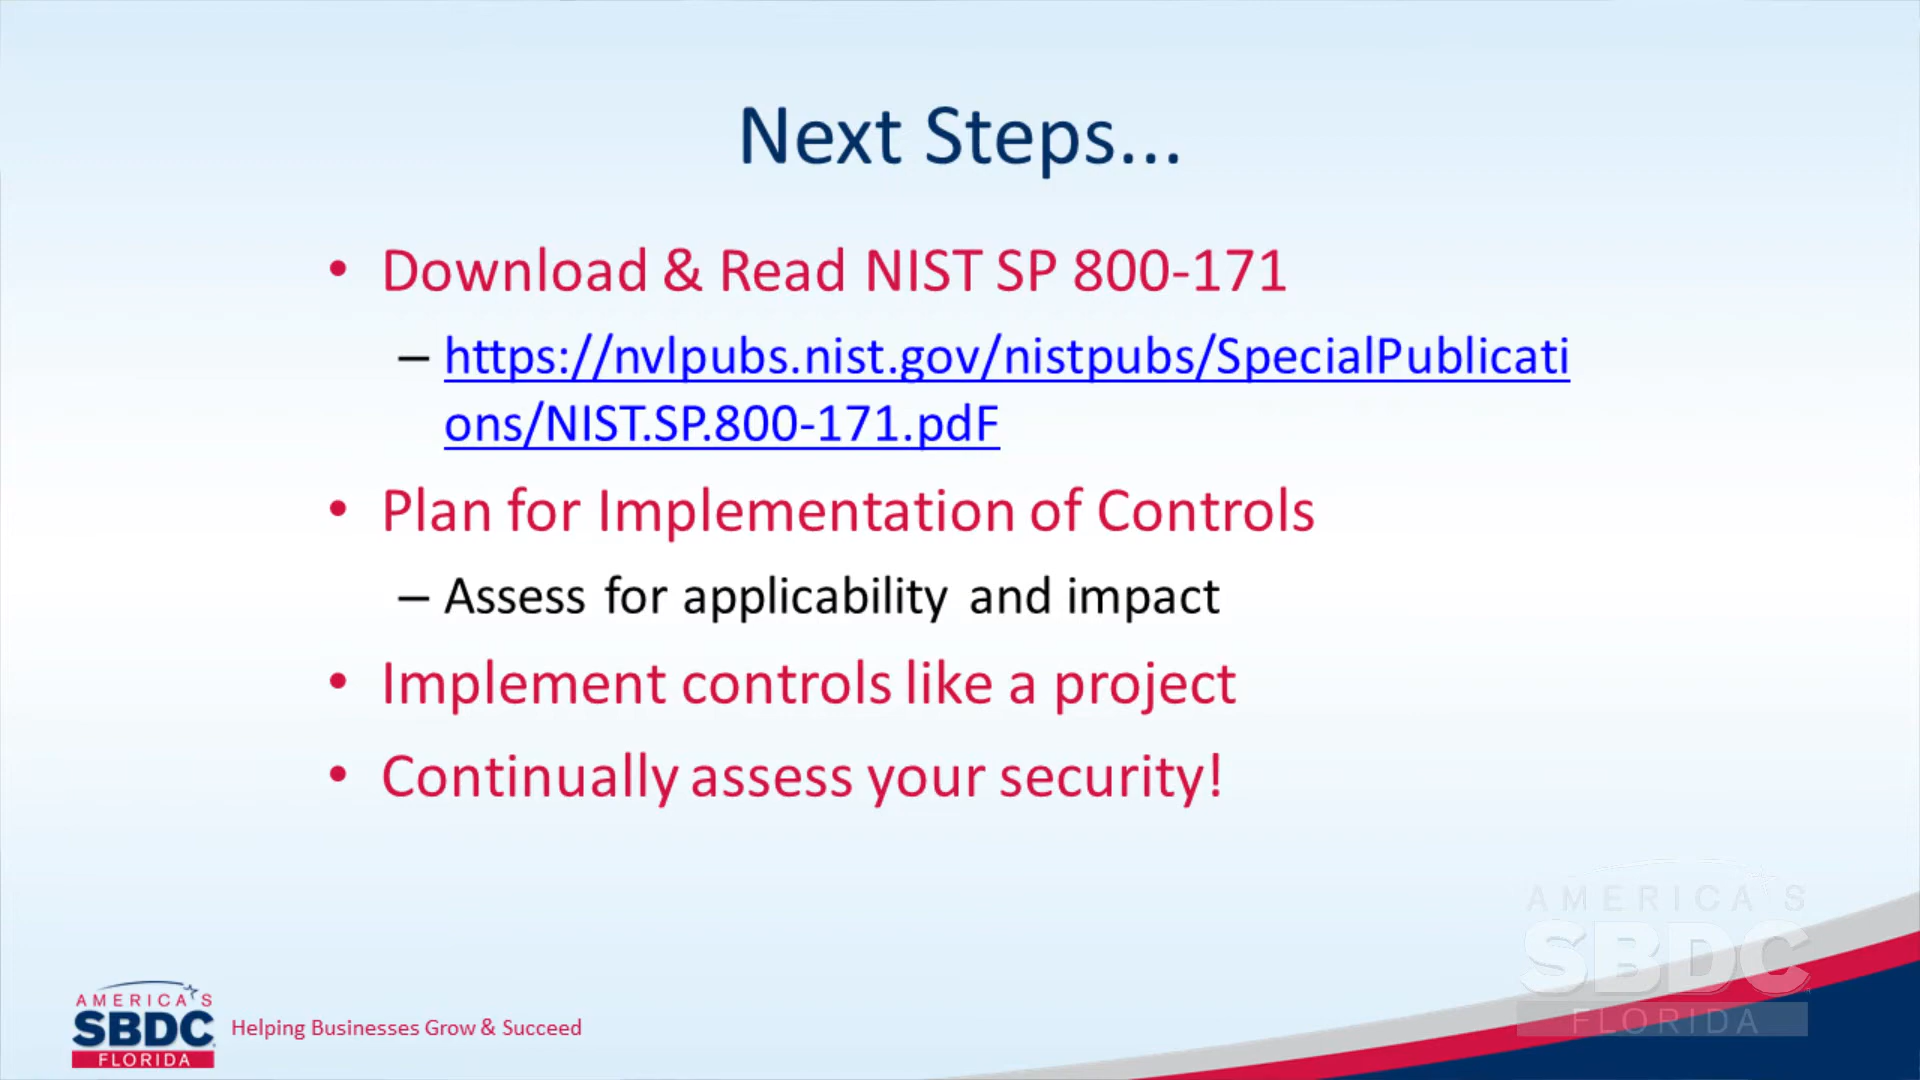 Next Steps...
• Download & Read NIST SP 800-171
– https://nvlpubs.nist.gov/nistpubs/SpecialPublicati
ons/NIST.SP.800-171.pdF
• Plan for Implementation of Controls
– Assess for applicability and impact
• Implement controls like a project
• Continually assess your security!
AMERICA'S
SBDC
FLORIDA
AMERICA'S
SBDC
FLORIDA
Helping Businesses Grow & Succeed